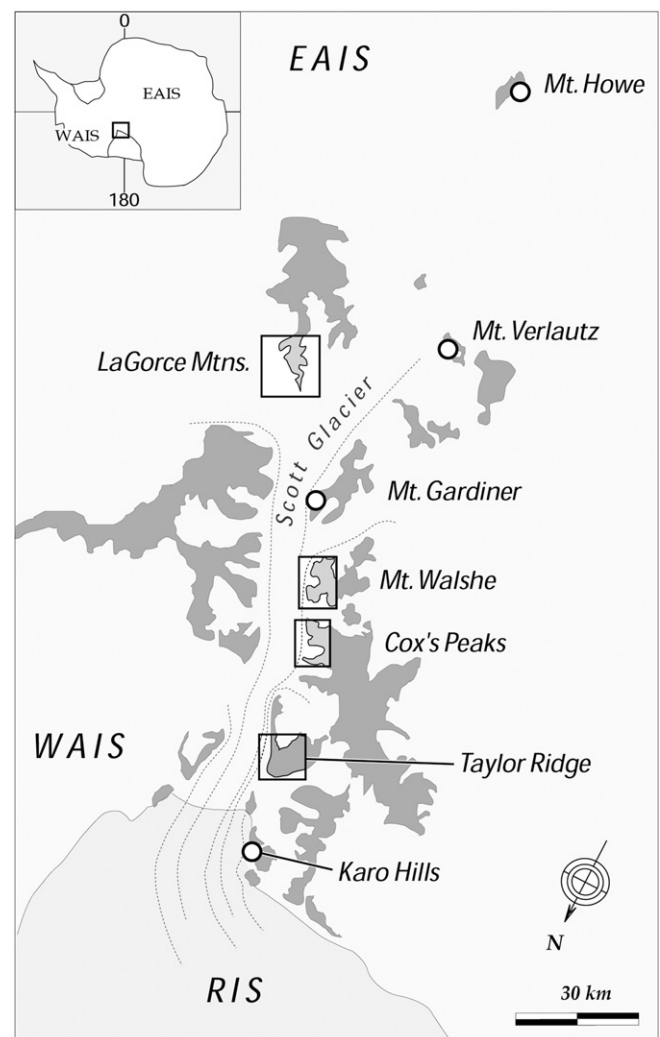 0
EAIS
WAIS
180
EAIS
Mt. Howe
Mt. Verlautz
LaGorce Mtns.
Scott Glacier
Mt. Gardiner
Mt. Walshe
Cox's Peaks
WAIS
Taylor Ridge
Karo Hills
N
RIS
30 km